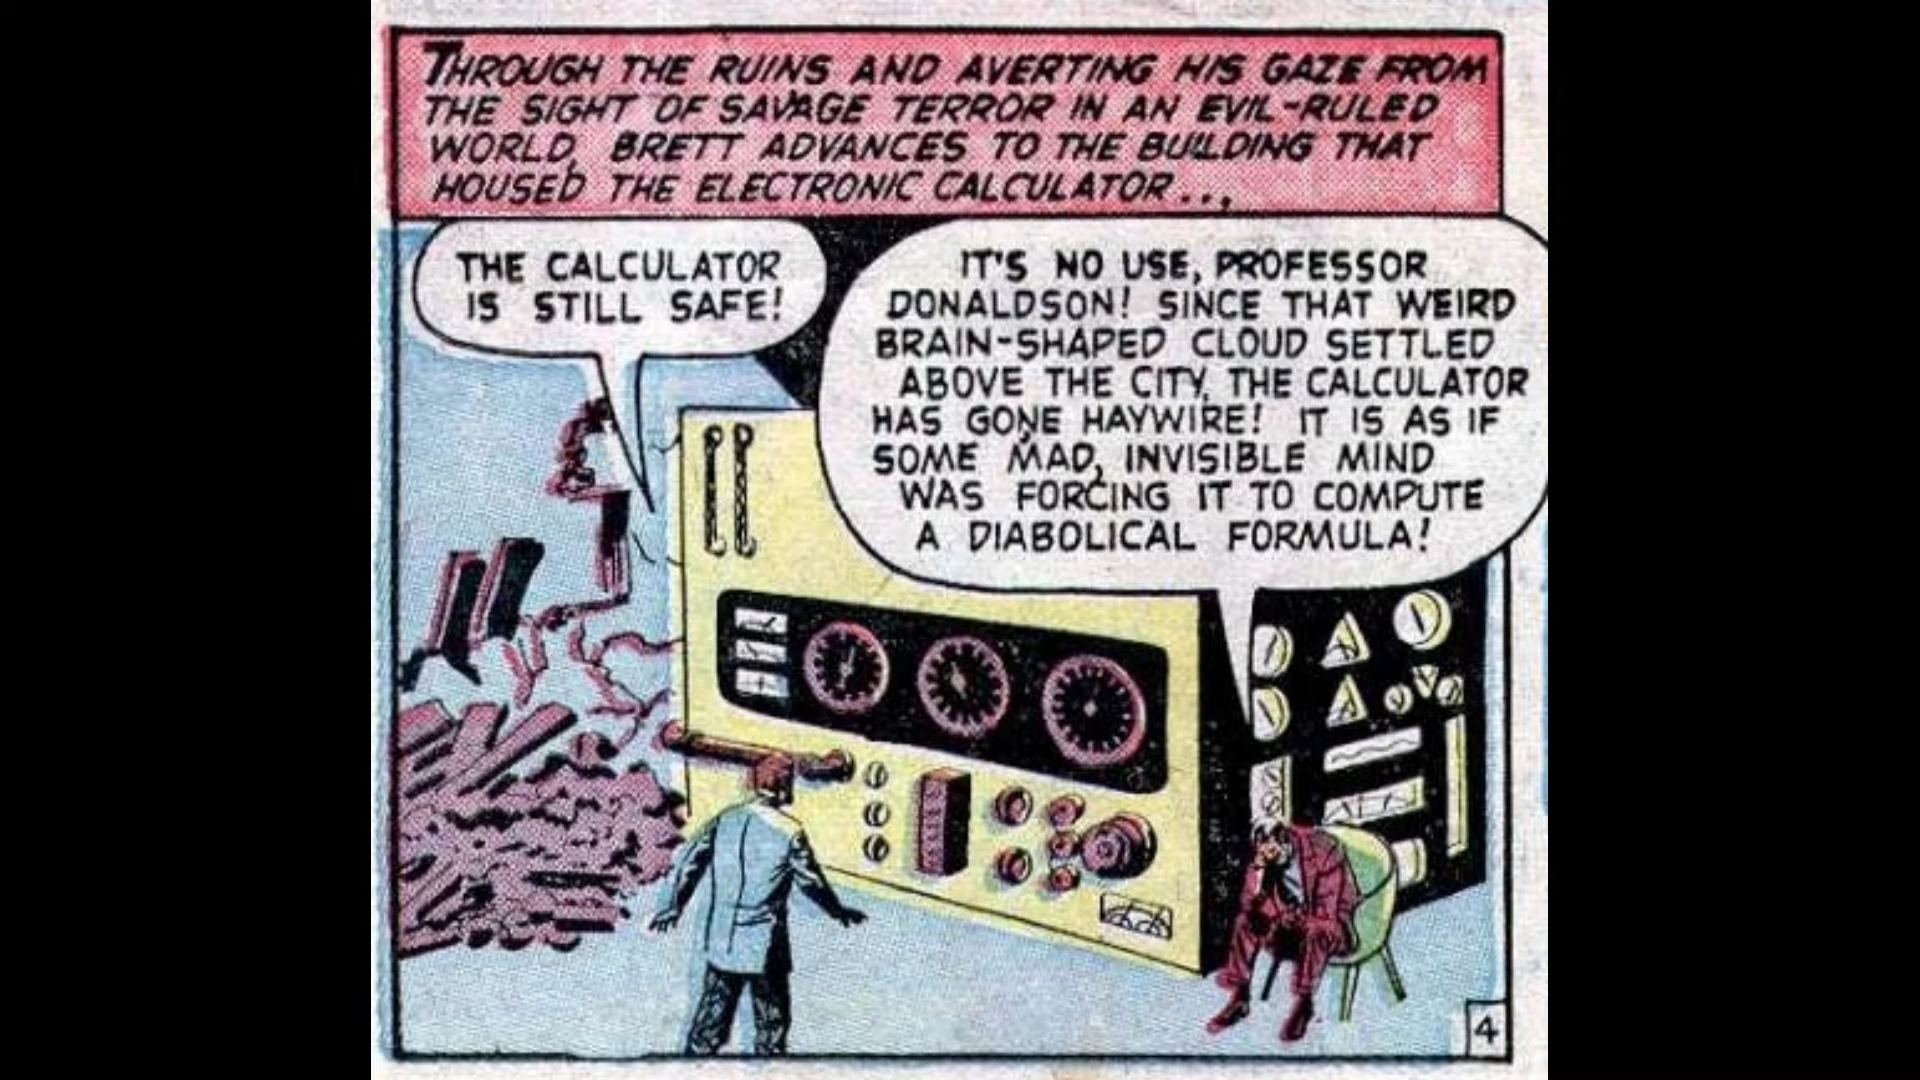 THROUGH THE RUINS AND AVERTING HIS GAZE FROM
THE SIGHT OF SAVAGE TERROR IN AN EVIL-RULED
WORLD, BRETT ADVANCES TO THE BUILDING THAT
HOUSED THE ELECTRONIC CALCULATOR...
THE CALCULATOR
IS STILL SAFE!
IT'S NO USE, PROFESSOR
DONALDSON! SINCE THAT WEIRD
BRAIN-SHAPED CLOUD SETTLED
ABOVE THE CITY, THE CALCULATOR
HAS GONE HAYWIRE! IT IS AS IF
SOME MAD, INVISIBLE MIND
WAS FORCING IT TO COMPUTE
A DIABOLICAL FORMULA!
4